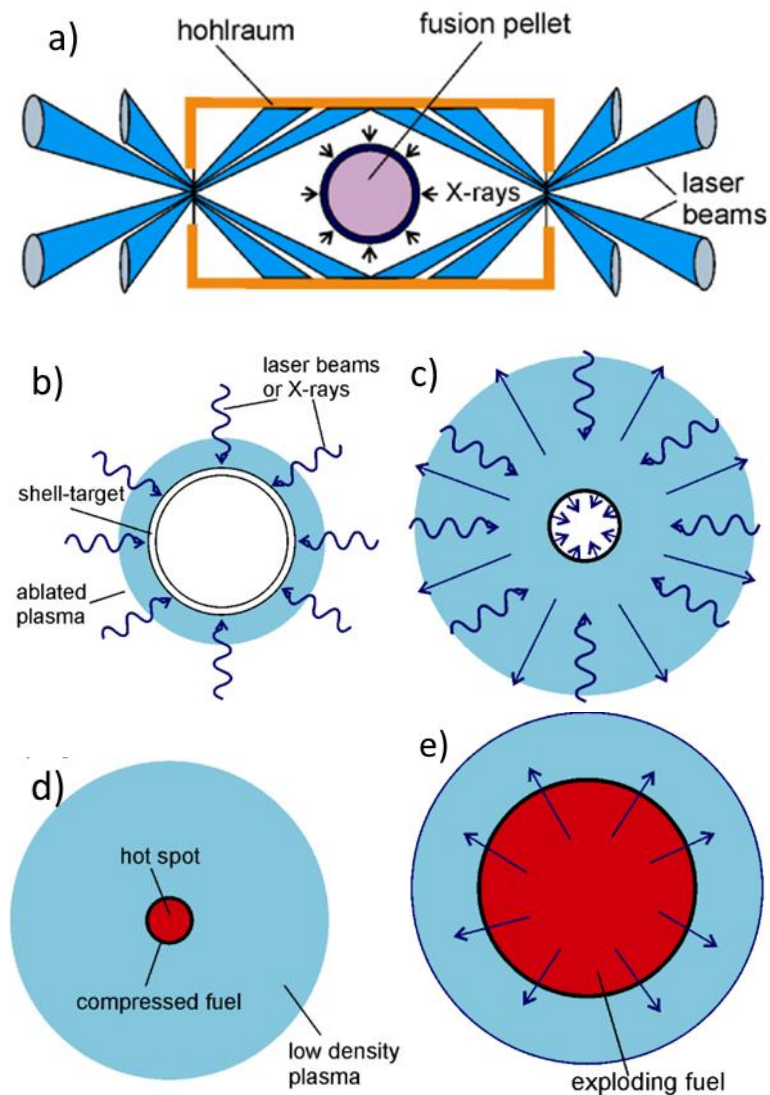 a)
hohlraum
fusion pellet
X-rays
laser
beams
b)
laser beams
or X-rays
shell-target
ablated
plasma
c)
d)
hot spot
compressed fuel
low density
plasma
e)
exploding fuel